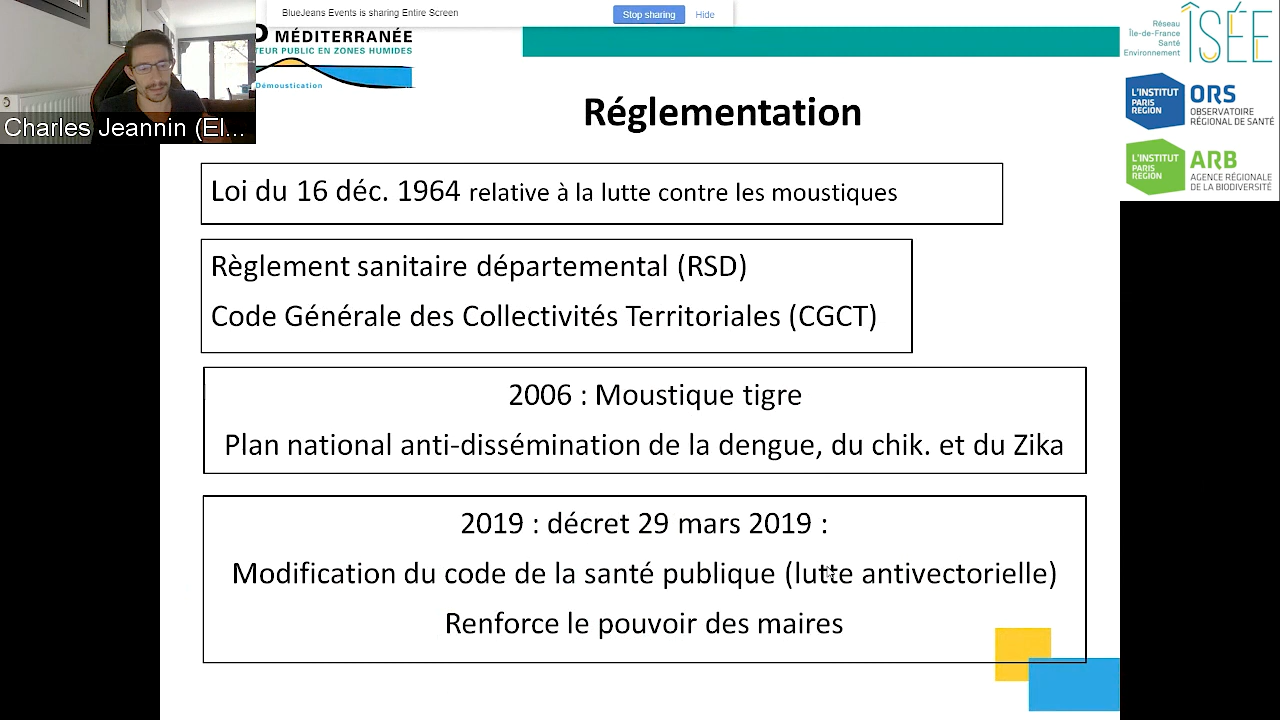 BlueJeans Events is sharing Entire Screen
Stop sharing
Hide
MÉDITERRANÉE
TEUR PUBLIC EN ZONES HUMIDES
Démoustication
Charles Jeannin (El...
Réseau
Île-de-France
Santé
Environnement
ÎSÉE
L'INSTITUT
PARIS
REGION
ORS
OBSERVATOIRE
RÉGIONAL DE SANTÉ
L'INSTITUT
PARIS
REGION
ARB
AGENCE RÉGIONALE
DE LA BIODIVERSITÉ
Réglementation
Loi du 16 déc. 1964 relative à la lutte contre les moustiques
Règlement sanitaire départemental (RSD)
Code Générale des Collectivités Territoriales (CGCT)
2006 : Moustique tigre
Plan national anti-dissémination de la dengue, du chik. et du Zika
2019 : décret 29 mars 2019 :
Modification du code de la santé publique (lutte antivectorielle)
Renforce le pouvoir des maires